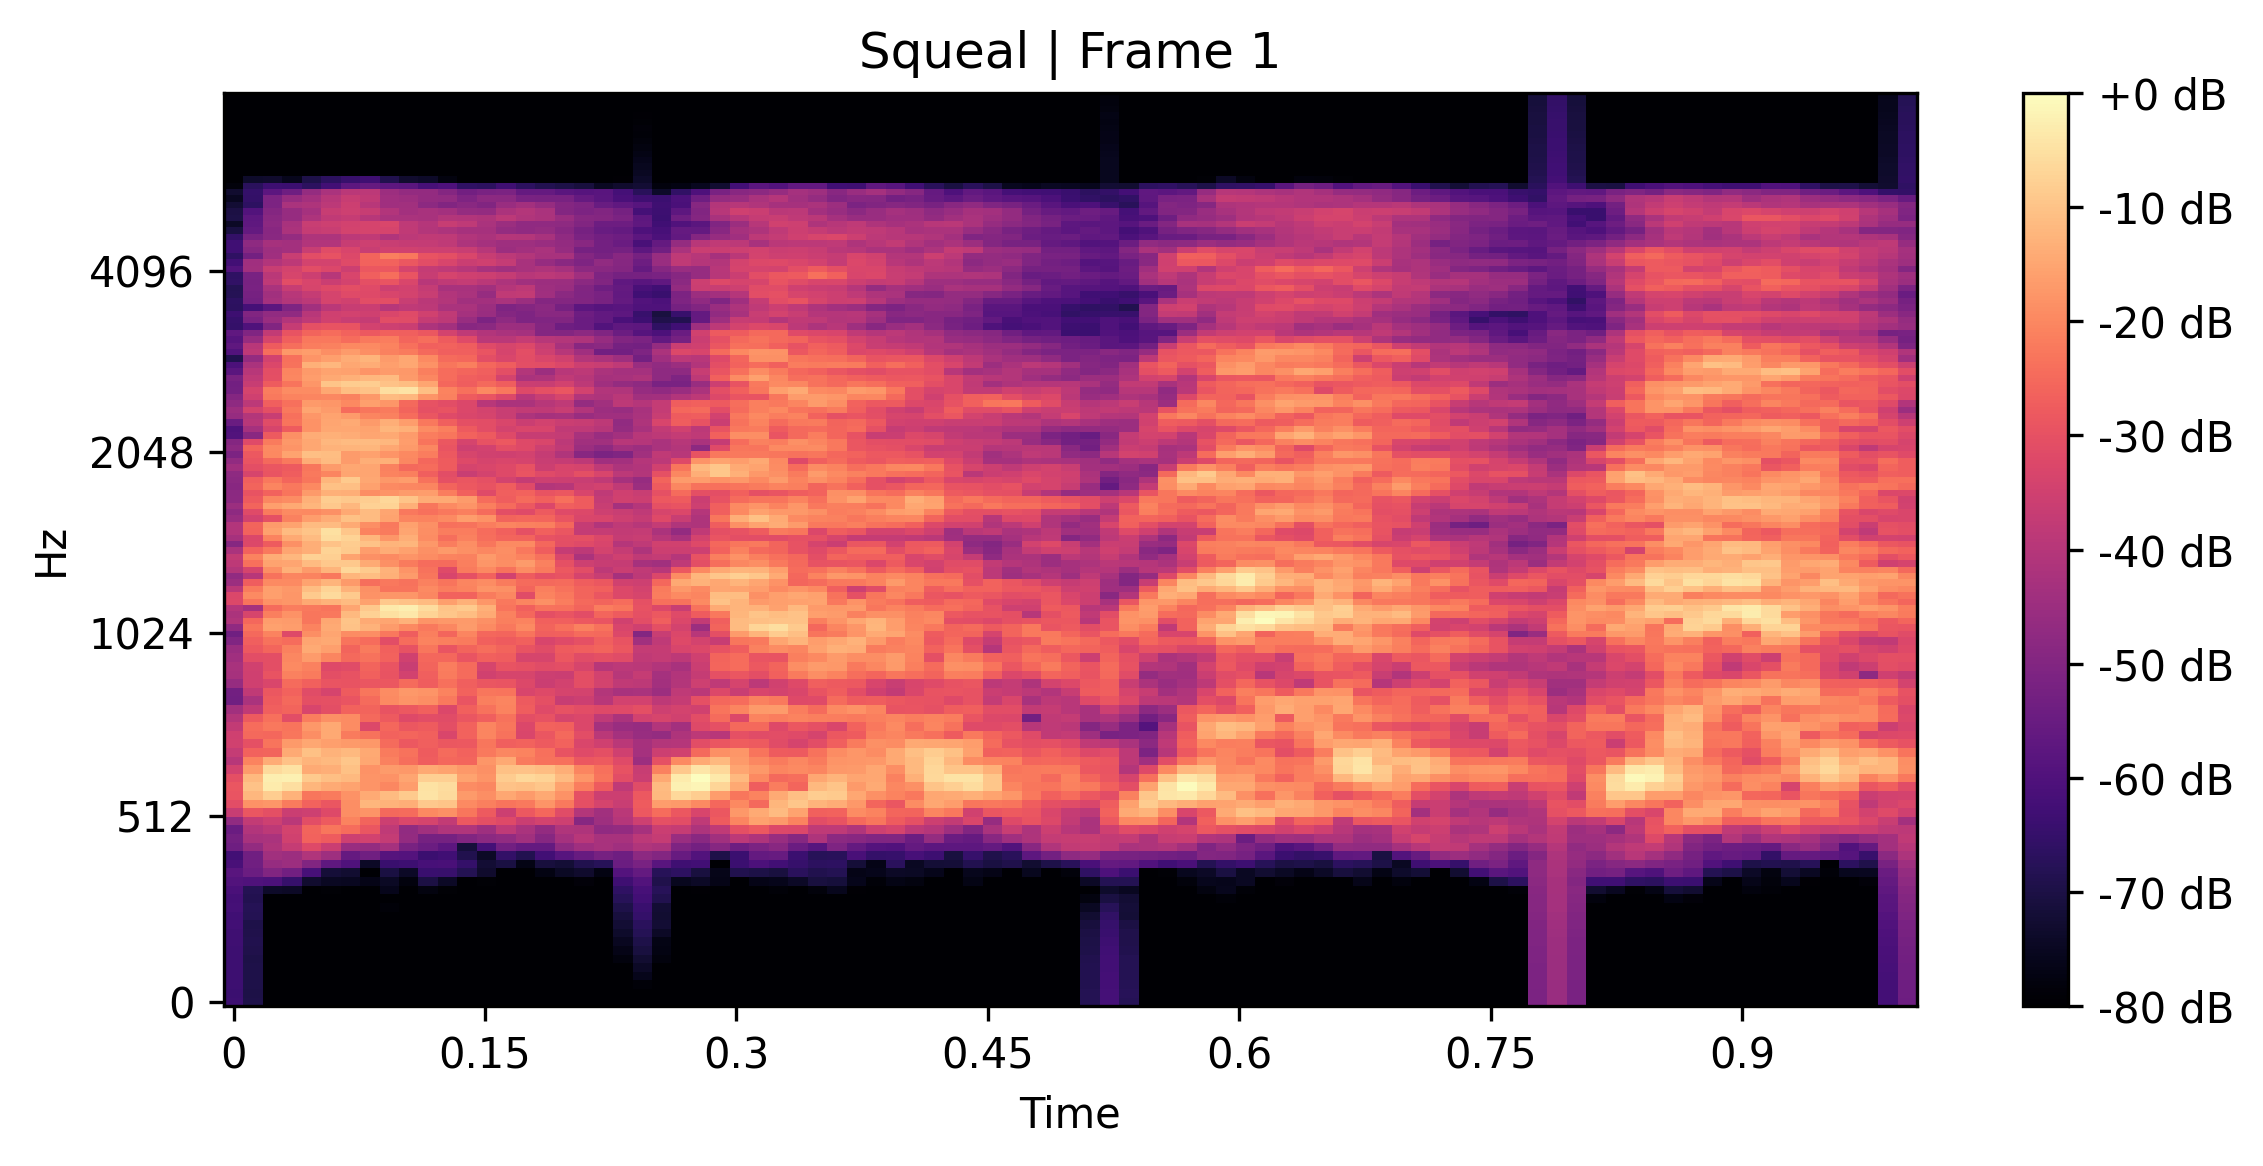 Squeal | Frame 1
+0 dB
-10 dB
4096
-20 dB
-30 dB
2048
Hz
-40 dB
1024
-50 dB
-60 dB
512
-70 dB
0
-80 dB
0 0.15 0.3 0.45 0.6 0.75 0.9
Time